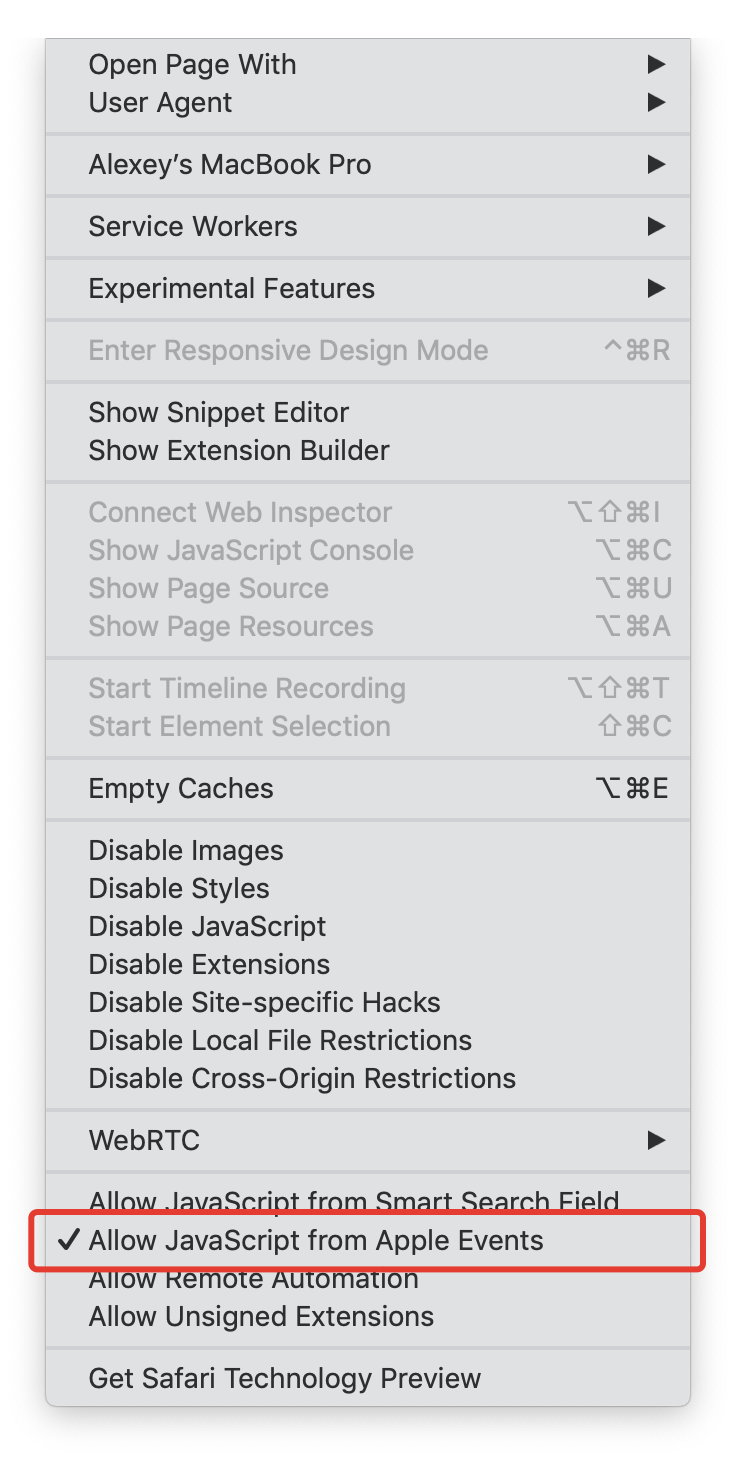 Open Page With ▶
User Agent ▶
Alexey’s MacBook Pro ▶
Service Workers ▶
Experimental Features ▶
Enter Responsive Design Mode ^⌘R
Show Snippet Editor
Show Extension Builder
Connect Web Inspector ⌥⇧⌘I
Show JavaScript Console ⌥⌘C
Show Page Source ⌥⌘U
Show Page Resources ⌥⌘A
Start Timeline Recording ⌥⇧⌘T
Start Element Selection ⇧⌘C
Empty Caches ⌥⌘E
Disable Images
Disable Styles
Disable JavaScript
Disable Extensions
Disable Site-specific Hacks
Disable Local File Restrictions
Disable Cross-Origin Restrictions
WebRTC ▶
Allow JavaScript from Smart Search Field
✓ Allow JavaScript from Apple Events
Allow Remote Automation
Allow Unsigned Extensions
Get Safari Technology Preview